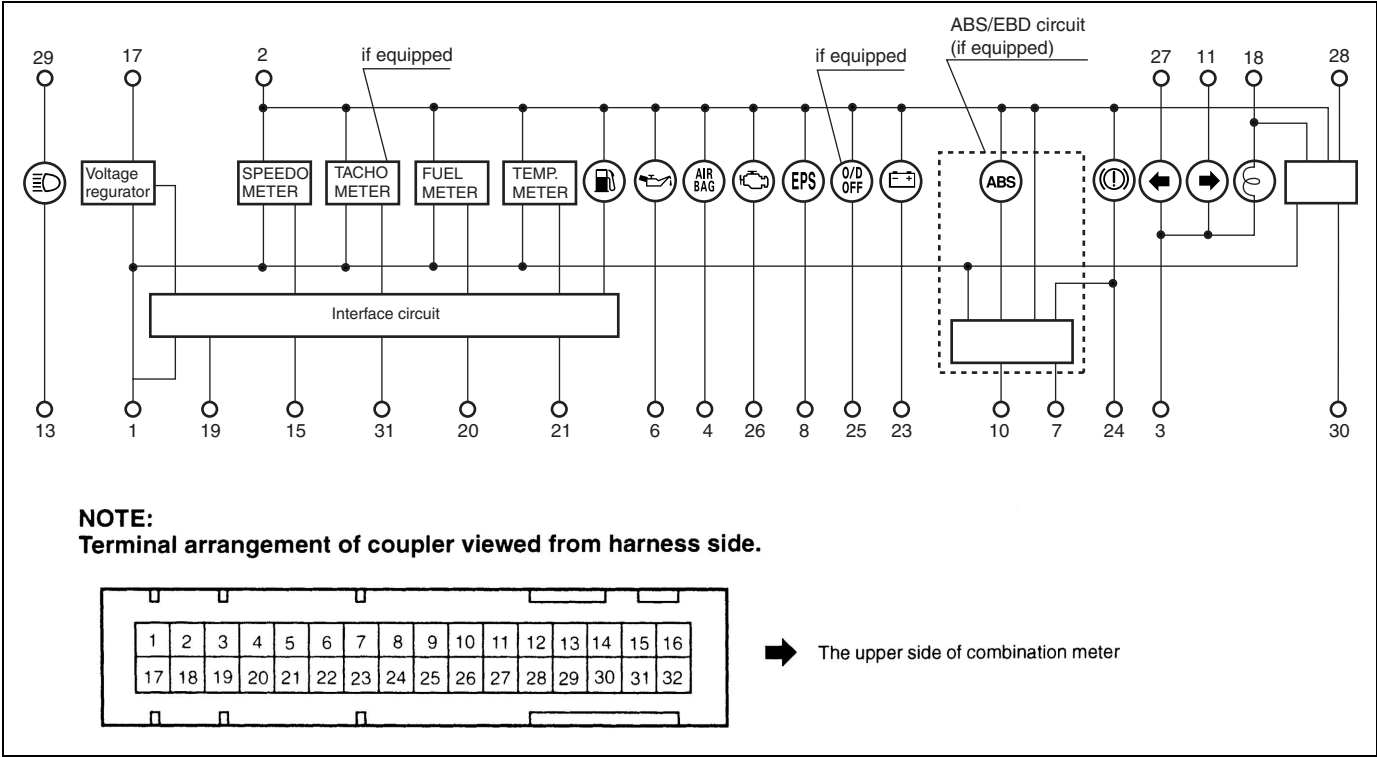 ABS/EBD circuit
(if equipped)
if equipped
if equipped
29 17 2 27 11 18 28
Voltage
regurator
SPEEDO
METER
TACHO
METER
FUEL
METER
TEMP.
METER
AIR
BAG
EPS
O/D
OFF
ABS
Interface circuit
13 1 19 15 31 20 21 6 4 26 8 25 23 10 7 24 3 30
NOTE:
Terminal arrangement of coupler viewed from harness side.
1 2 3 4 5 6 7 8 9 10 11 12 13 14 15 16
17 18 19 20 21 22 23 24 25 26 27 28 29 30 31 32
The upper side of combination meter